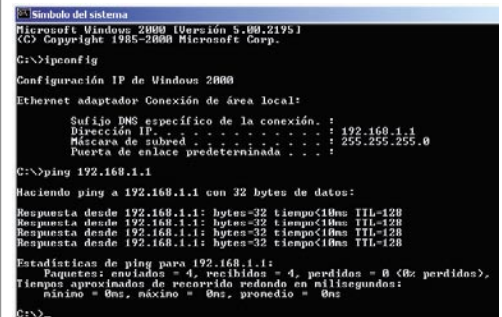 Símbolo del sistema
Microsoft Windows 2000 [Versión 5.00.2195]
(C) Copyright 1985-2000 Microsoft Corp.
C:\>ipconfig
Configuración IP de Windows 2000
Ethernet adaptador Conexión de área local:
Sufijo DNS específico de la conexión. :
Dirección IP. . . . . . . . . . . . . : 192.168.1.1
Máscara de subred . . . . . . . . . . : 255.255.255.0
Puerta de enlace predeterminada . . . :
C:\>ping 192.168.1.1
Haciendo ping a 192.168.1.1 con 32 bytes de datos:
Respuesta desde 192.168.1.1: bytes=32 tiempo<10ms TTL=128
Respuesta desde 192.168.1.1: bytes=32 tiempo<10ms TTL=128
Respuesta desde 192.168.1.1: bytes=32 tiempo<10ms TTL=128
Respuesta desde 192.168.1.1: bytes=32 tiempo<10ms TTL=128
Estadísticas de ping para 192.168.1.1:
Paquetes: enviados = 4, recibidos = 4, perdidos = 0 (0% perdidos),
Tiempos aproximados de recorrido redondo en milisegundos:
mínimo = 0ms, máximo = 0ms, promedio = 0ms
C:\>_